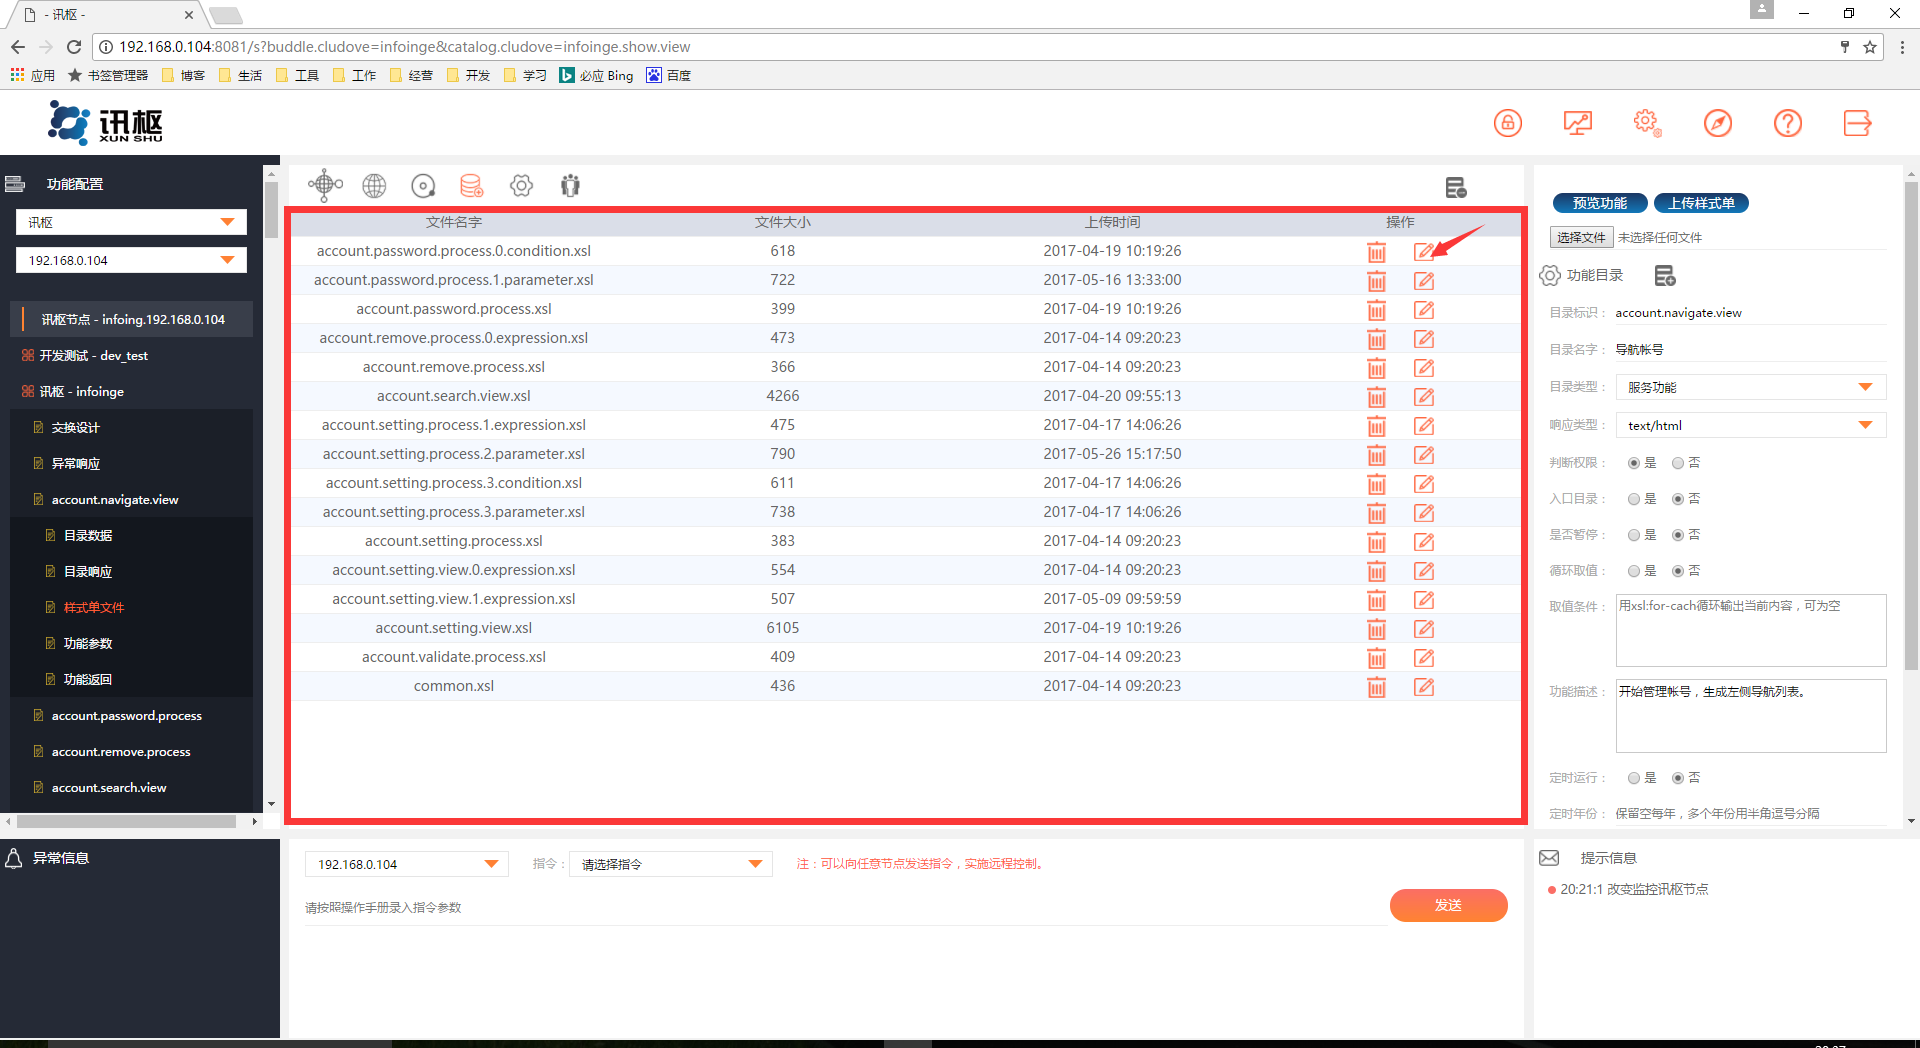 - 讯枢 -
192.168.0.104:8081/s?buddle.cludove=infoinge&catalog.cludove=infoinge.show.view
应用 书签管理器 博客 生活 工具 工作 经营 开发 学习 必应 Bing 百度
讯枢
XUN SHU
功能配置
讯枢
192.168.0.104
讯枢节点 - infoing.192.168.0.104
开发测试 - dev_test
讯枢 - infoinge
交换设计
异常响应
account.navigate.view
目录数据
目录响应
样式单文件
功能参数
功能返回
account.password.process
account.remove.process
account.search.view
文件名字 文件大小 上传时间 操作
account.password.process.0.condition.xsl 618 2017-04-19 10:19:26
account.password.process.1.parameter.xsl 722 2017-05-16 13:33:00
account.password.process.xsl 399 2017-04-19 10:19:26
account.remove.process.0.expression.xsl 473 2017-04-14 09:20:23
account.remove.process.xsl 366 2017-04-14 09:20:23
account.search.view.xsl 4266 2017-04-20 09:55:13
account.setting.process.1.expression.xsl 475 2017-04-17 14:06:26
account.setting.process.2.parameter.xsl 790 2017-05-26 15:17:50
account.setting.process.3.condition.xsl 611 2017-04-17 14:06:26
account.setting.process.3.parameter.xsl 738 2017-04-17 14:06:26
account.setting.process.xsl 383 2017-04-14 09:20:23
account.setting.view.0.expression.xsl 554 2017-04-14 09:20:23
account.setting.view.1.expression.xsl 507 2017-05-09 09:59:59
account.setting.view.xsl 6105 2017-04-19 10:19:26
account.validate.process.xsl 409 2017-04-14 09:20:23
common.xsl 436 2017-04-14 09:20:23
预览功能 上传样式单
选择文件 未选择任何文件
功能目录
目录标识： account.navigate.view
目录名字： 导航帐号
目录类型： 服务功能
响应类型： text/html
判断权限： 是 否
入口目录： 是 否
是否暂停： 是 否
循环取值： 是 否
取值条件： 用xsl:for-cach循环输出当前内容，可为空
功能描述： 开始管理帐号，生成左侧导航列表。
定时运行： 是 否
定时年份： 保留空每年，多个年份用半角逗号分隔
异常信息
192.168.0.104 指令： 请选择指令 注：可以向任意节点发送指令，实施远程控制。
请按照操作手册录入指令参数
发送
提示信息
20:21:1 改变监控讯枢节点